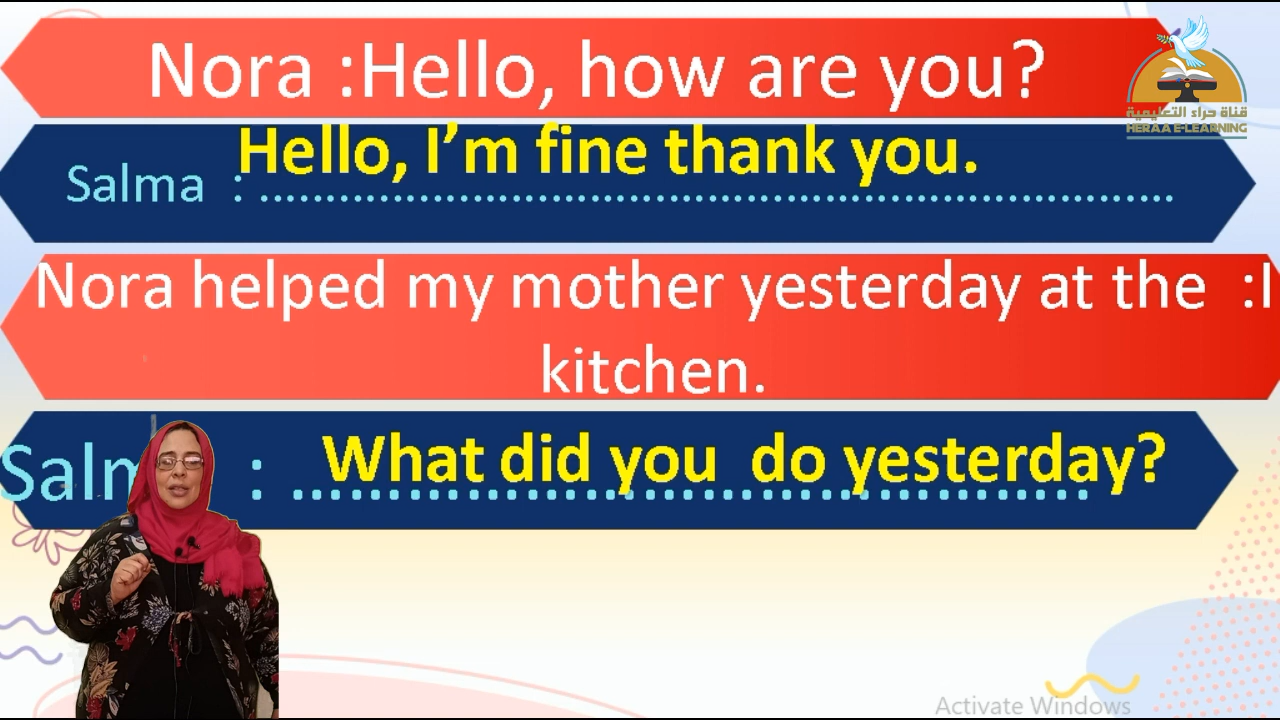 Nora :Hello, how are you?
Hello, I'm fine thank you.
Salma : ................................................................
Nora helped my mother yesterday at the :I
kitchen.
What did you do yesterday?
Salm : ....................................
قناة حراء التعليمية
HERAA E-LEARNING
Activate Windows